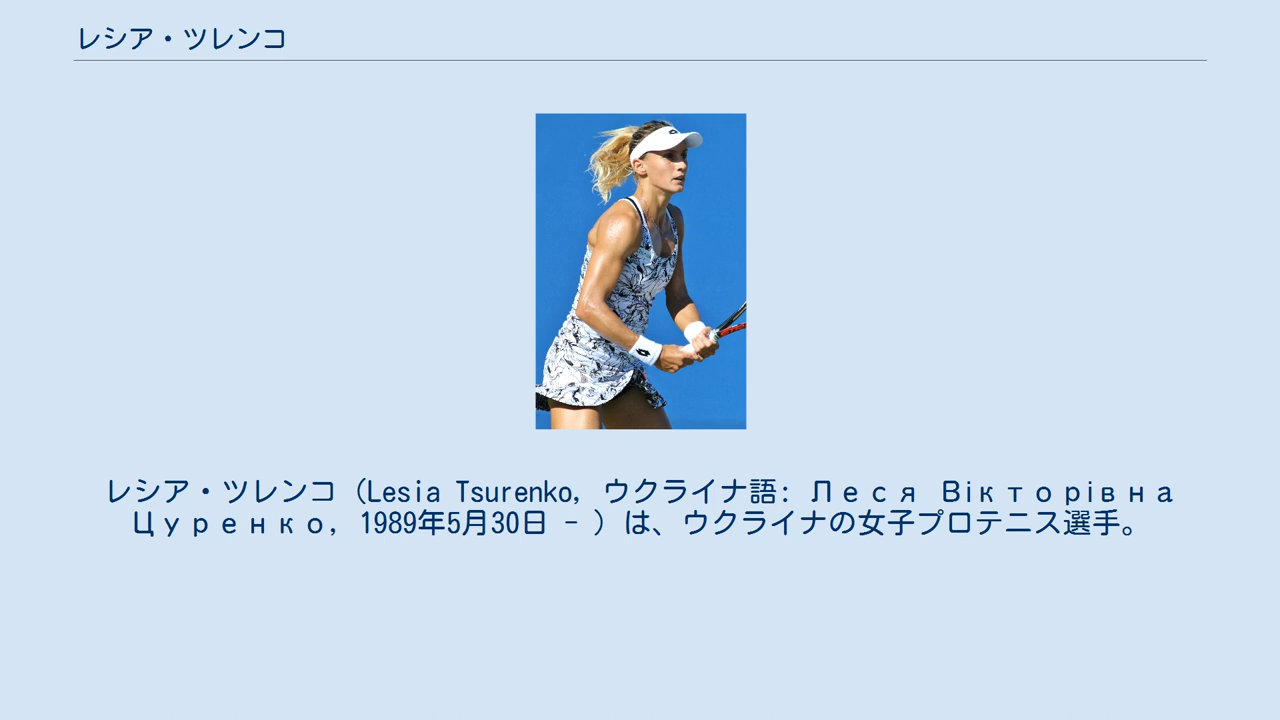 レシア・ツレンコ
レシア・ツレンコ（Lesia Tsurenko, ウクライナ語: Леся Вікторівна
Цуренко, 1989年5月30日 - ）は、ウクライナの女子プロテニス選手。